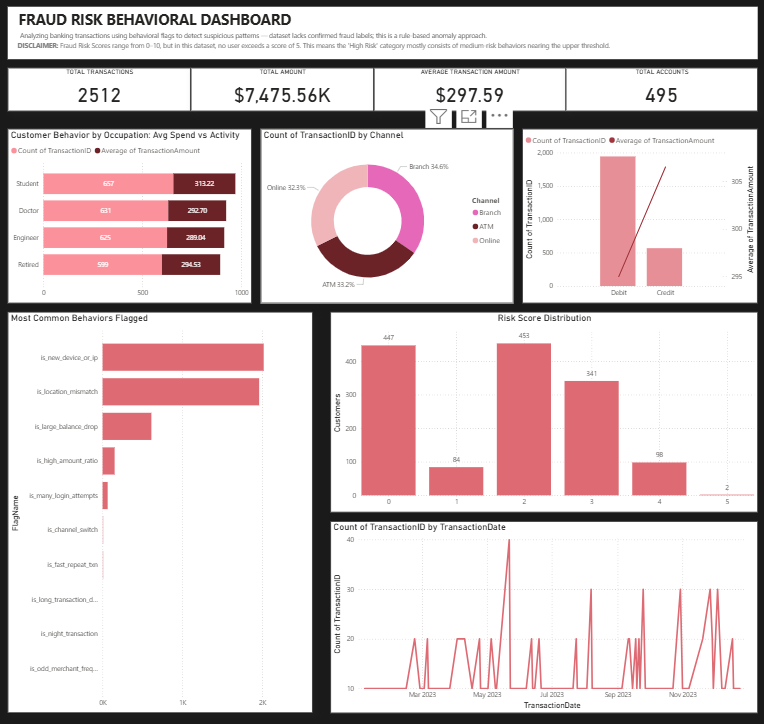 FRAUD RISK BEHAVIORAL DASHBOARD
Analyzing banking transactions using behavioral flags to detect suspicious patterns — dataset lacks confirmed fraud labels; this is a rule-based anomaly approach.
DISCLAIMER: Fraud Risk Scores range from 0–10, but in this dataset, no user exceeds a score of 5. This means the 'High Risk' category mostly consists of medium-risk behaviors nearing the upper threshold.
TOTAL TRANSACTIONS
2512
TOTAL AMOUNT
$7,475.56K
AVERAGE TRANSACTION AMOUNT
$297.59
TOTAL ACCOUNTS
495
Customer Behavior by Occupation: Avg Spend vs Activity
Count of TransactionID Average of TransactionAmount
Student 657 313.22
Doctor 631 292.70
Engineer 625 289.04
Retired 599 294.53
0 500 1000
Count of TransactionID by Channel
Branch 34.6%
Online 32.3%
ATM 33.2%
Channel
Branch
ATM
Online
Count of TransactionID Average of TransactionAmount
Count of TransactionID
2,000
1,500
1,000
500
0
Debit Credit
305
300
295
Average of TransactionAmount
Most Common Behaviors Flagged
FlagName
is_new_device_or_ip
is_location_mismatch
is_large_balance_drop
is_high_amount_ratio
is_many_login_attempts
is_channel_switch
is_fast_repeat_txn
is_long_transaction_d...
is_night_transaction
is_odd_merchant_freq...
0K 1K 2K
Risk Score Distribution
Customers
400
300
200
100
0
447 84 453 341 98 2
0 1 2 3 4 5
Count of TransactionID by TransactionDate
Count of TransactionID
40
30
20
10
Mar 2023 May 2023 Jul 2023 Sep 2023 Nov 2023
TransactionDate